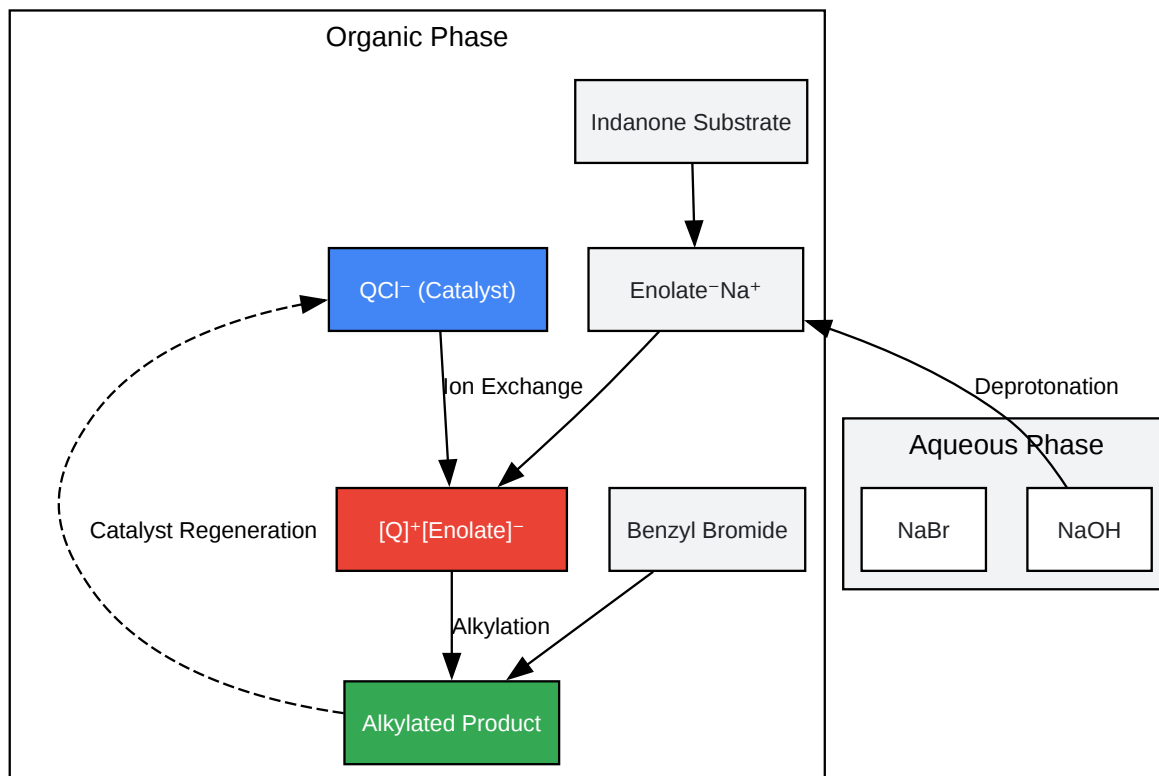 Organic Phase
Indanone Substrate
QCl⁻ (Catalyst)
Enolate⁻Na⁺
Ion Exchange
Deprotonation
Aqueous Phase
Catalyst Regeneration
[Q]⁺[Enolate]⁻
Benzyl Bromide
NaBr
NaOH
Alkylation
Alkylated Product